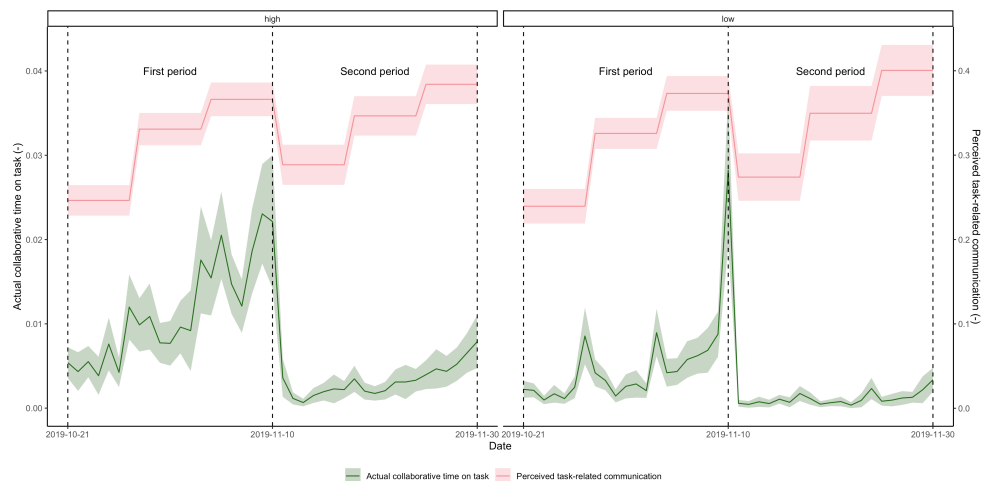 high
low
First period
Second period
First period
Second period
0.04
0.03
0.02
0.01
0.00
Actual collaborative time on task (-)
0.4
0.3
0.2
0.1
0.0
Perceived task-related communication (-)
2019-10-21
2019-11-10
2019-11-30
2019-10-21
2019-11-10
2019-11-30
Date
Actual collaborative time on task
Perceived task-related communication